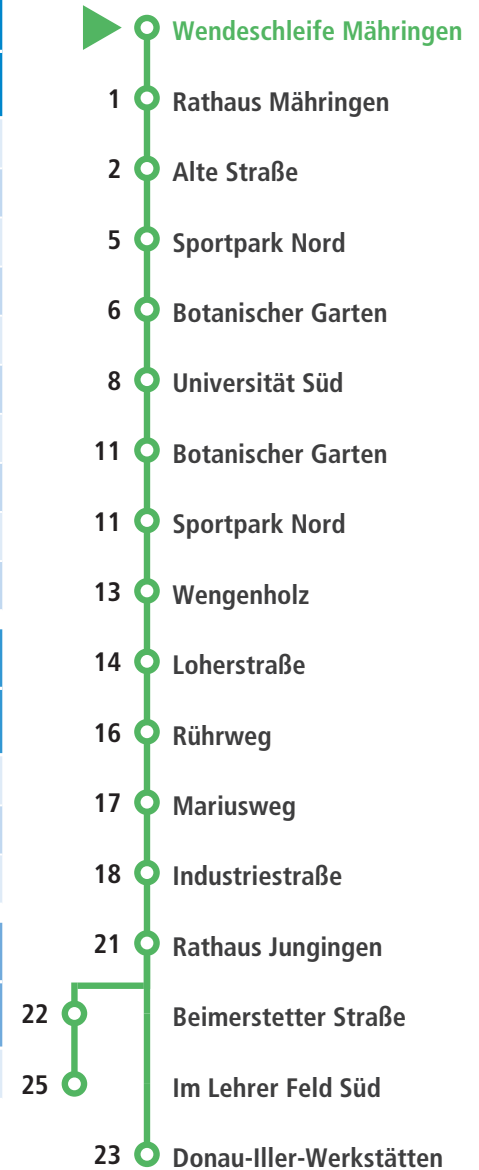 Wendeschleife Mähringen
1 Rathaus Mähringen
2 Alte Straße
5 Sportpark Nord
6 Botanischer Garten
8 Universität Süd
11 Botanischer Garten
11 Sportpark Nord
13 Wengenholz
14 Loherstraße
16 Rührweg
17 Mariusweg
18 Industriestraße
21 Rathaus Jungingen
22 Beimerstetter Straße
25 Im Lehrer Feld Süd
23 Donau-Iller-Werkstätten